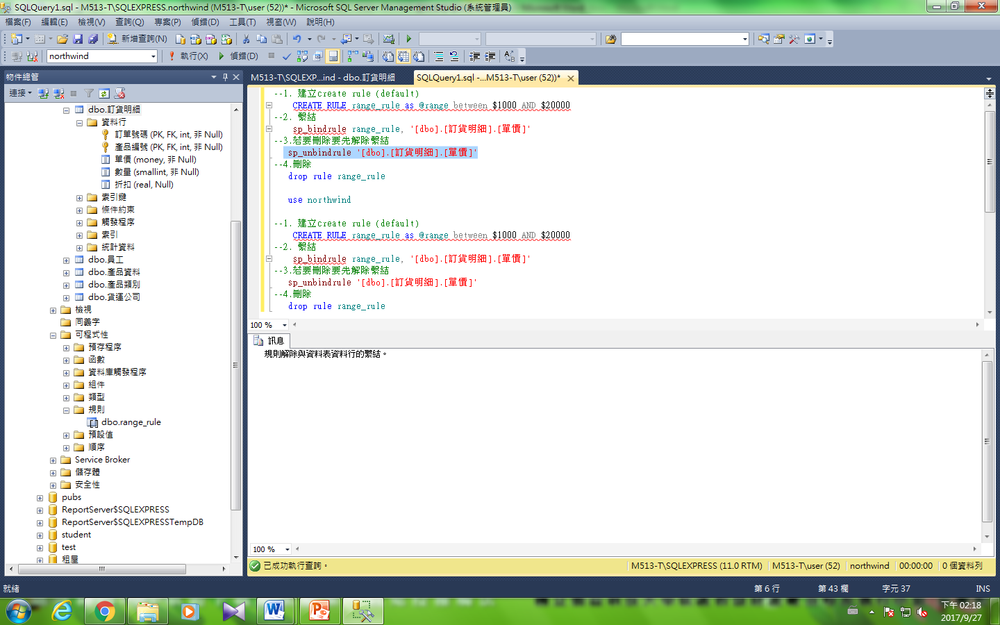 SQLQuery1.sql - M513-T\SQLEXPRESS.northwind (M513-T\user (52))* - Microsoft SQL Server Management Studio (系統管理員)
檔案(F) 編輯(E) 檢視(V) 查詢(Q) 專案(P) 偵錯(D) 工具(T) 視窗(W) 說明(H)
新增查詢(N)
northwind 執行(X) 偵錯(D)
物件總管
連接
dbo.訂貨明細
資料行
訂單號碼 (PK, FK, int, 非 Null)
產品編號 (PK, FK, int, 非 Null)
單價 (money, 非 Null)
數量 (smallint, 非 Null)
折扣 (real, Null)
索引鍵
條件約束
觸發程序
索引
統計資料
dbo.員工
dbo.產品資料
dbo.產品類別
dbo.貨運公司
檢視
同義字
可程式性
預存程序
函數
資料庫觸發程序
組件
類型
規則
dbo.range_rule
預設值
順序
Service Broker
儲存體
安全性
pubs
ReportServer$SQLEXPRESS
ReportServer$SQLEXPRESSTempDB
student
test
租屋
M513-T\SQLEXP...ind - dbo.訂貨明細
SQLQuery1.sql -...M513-T\user (52))*
--1. 建立create rule (default)
CREATE RULE range_rule as @range between $1000 AND $20000
--2. 繫結
sp_bindrule range_rule, '[dbo].[訂貨明細].[單價]'
--3.若要刪除要先解除繫結
sp_unbindrule '[dbo].[訂貨明細].[單價]'
--4.刪除
drop rule range_rule
use northwind
--1. 建立create rule (default)
CREATE RULE range_rule as @range between $1000 AND $20000
--2. 繫結
sp_bindrule range_rule, '[dbo].[訂貨明細].[單價]'
--3.若要刪除要先解除繫結
sp_unbindrule '[dbo].[訂貨明細].[單價]'
--4.刪除
drop rule range_rule
100 %
訊息
規則解除與資料表資料行的繫結。
100 %
已成功執行查詢。 M513-T\SQLEXPRESS (11.0 RTM) M513-T\user (52) northwind 00:00:00 0 個資料列
就緒 第 6 行 第 43 欄 字元 37 INS
下午 02:18
2017/9/27